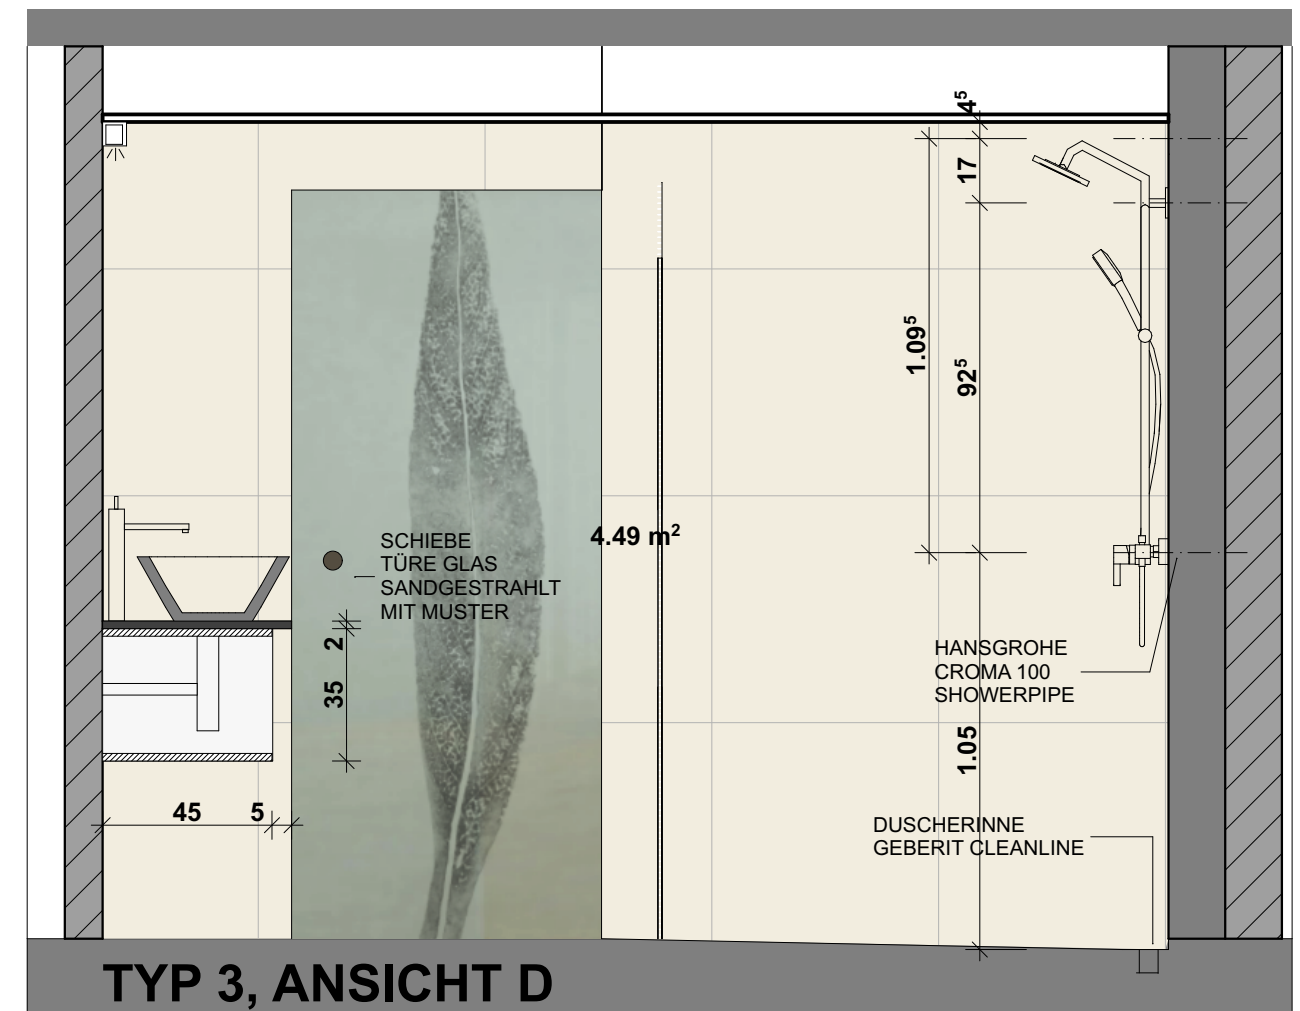 4⁵
17
1.09⁵
92⁵
SCHIEBE
TÜRE GLAS
SANDGESTRAHLT
MIT MUSTER
4.49 m²
2
35
HANSGROHE
CROMA 100
SHOWERPIPE
1.05
45 5
DUSCHERINNE
GEBERIT CLEANLINE
TYP 3, ANSICHT D